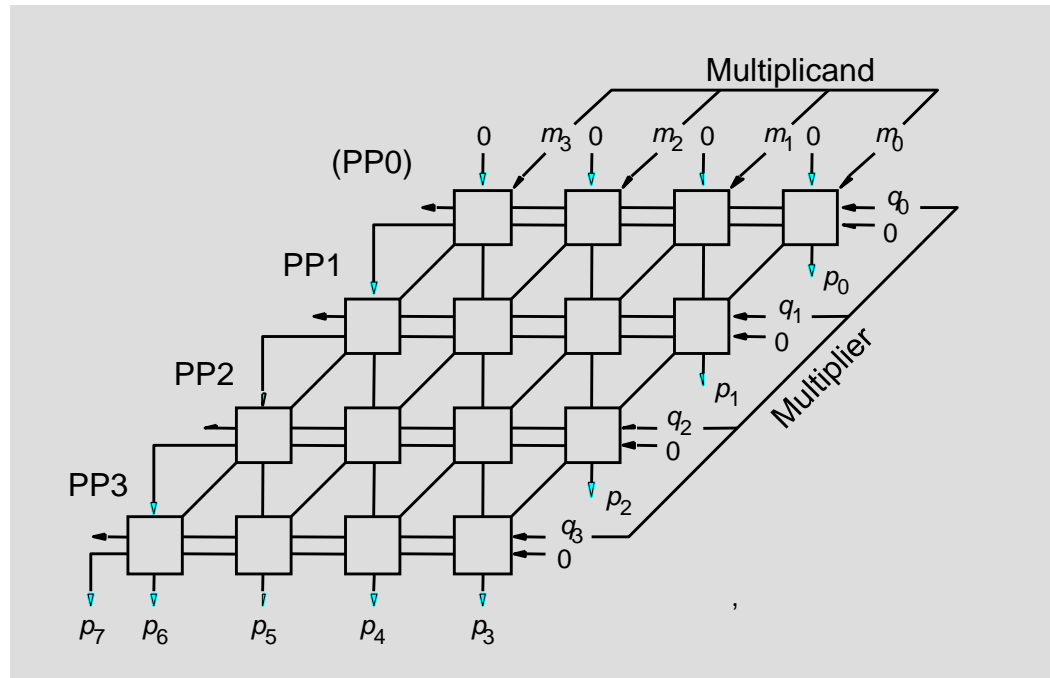 Multiplicand
0 m3 0 m2 0 m1 0 m0
(PP0)
q0
0
PP1
p0
q1
0
PP2
p1
Multiplier
q2
0
PP3
p2
q3
0
,
p7 p6 p5 p4 p3